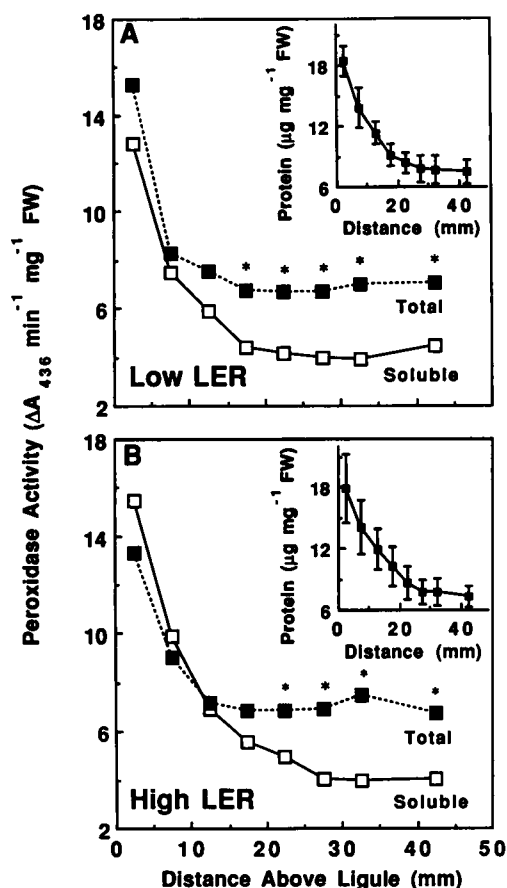 Peroxidase Activity (ΔA436 min-1 mg-1 FW)
18
14
10
6
2
A
Protein (μg mg-1 FW)
18
12
6
0 20 40
Distance (mm)
* * * * *
Total
Soluble
Low LER
18
14
10
6
2
B
Protein (μg mg-1 FW)
18
12
6
0 20 40
Distance (mm)
* * * *
Total
Soluble
High LER
0 10 20 30 40 50
Distance Above Ligule (mm)